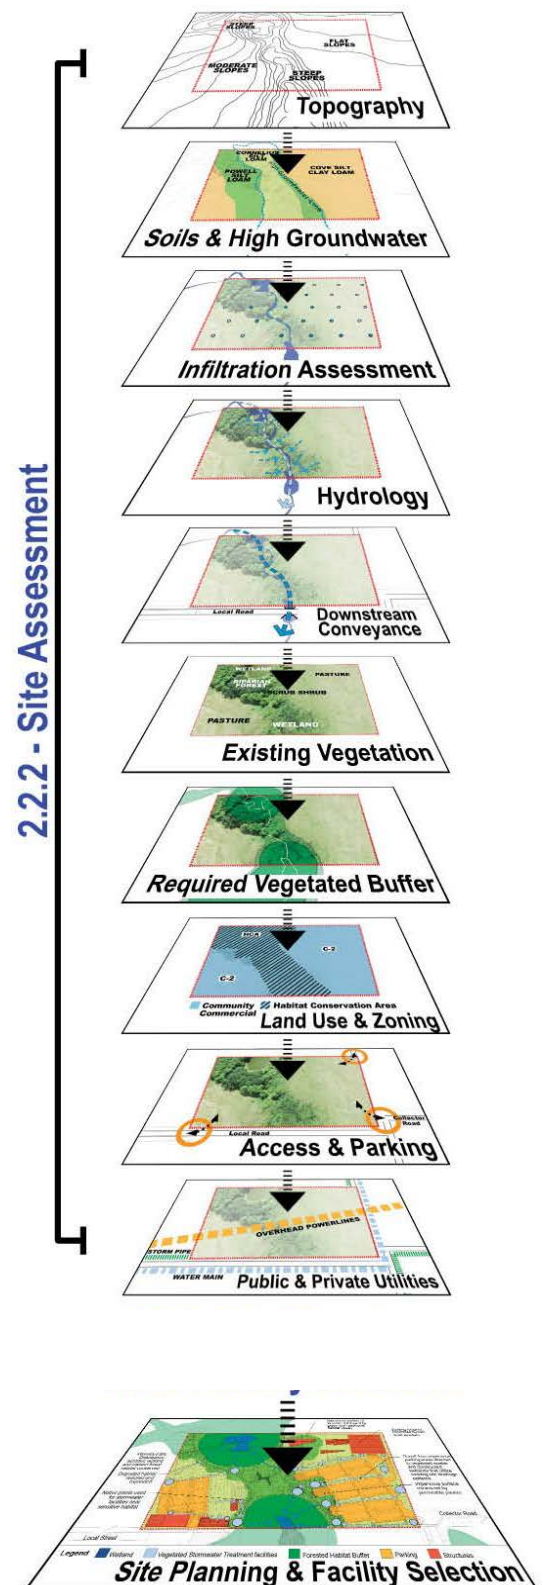 STEEP
SLOPES
FLAT
SLOPES
MODERATE
SLOPES
STEEP
SLOPES
Topography
CORNELIUS
SILT
LOAM
POWELL
SILT
LOAM
COVE SILT
CLAY LOAM
Soils & High Groundwater
Infiltration Assessment
Hydrology
Local Road
Downstream
Conveyance
WETLAND
RIPARIAN
FOREST
PASTURE
SCRUB SHRUB
PASTURE
WETLAND
Existing Vegetation
Required Vegetated Buffer
HCA
C-2
C-2
Community
Commercial
Habitat Conservation Area
Land Use & Zoning
Collector
Road
Local Road
Access & Parking
OVERHEAD POWERLINES
STORM PIPE
WATER MAIN
Public & Private Utilities
2.2.2 - Site Assessment
Collector Road
Local Street
Legend Wetland Vegetated Stormwater Treatment facilities Forested Habitat Buffer Parking Structures
Site Planning & Facility Selection